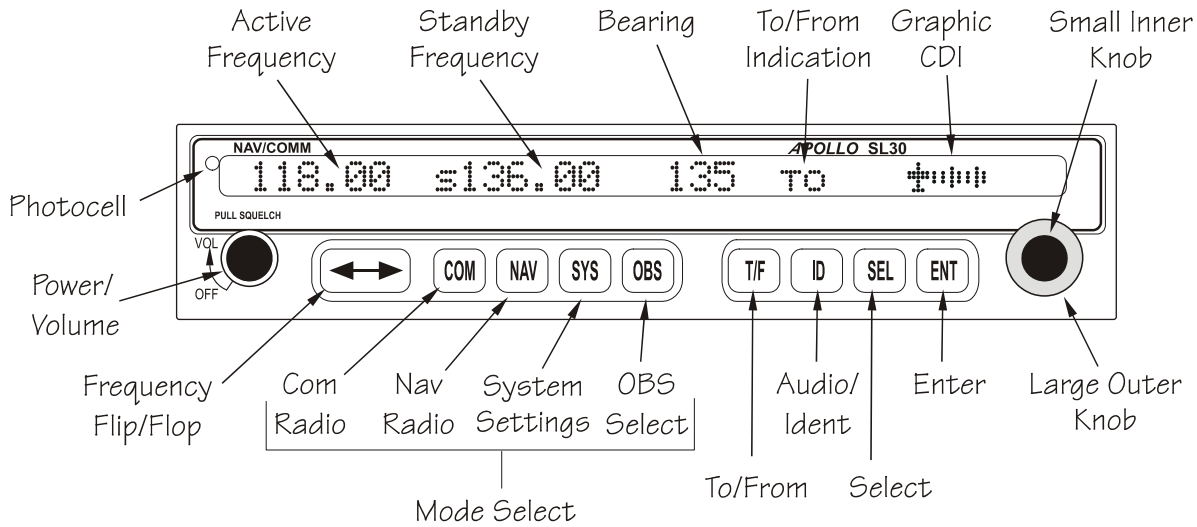 Active
Frequency
Standby
Frequency
Bearing
To/From
Indication
Graphic
CDI
Small Inner
Knob
NAV/COMM
APOLLO SL30
118.00 s136.00 135 TO
Photocell
PULL SQUELCH
VOL
OFF
COM NAV SYS OBS T/F ID SEL ENT
Power/
Volume
Frequency
Flip/Flop
Com
Radio
Nav
Radio
System
Settings
OBS
Select
Audio/
Ident
Enter
Large Outer
Knob
To/From
Select
Mode Select